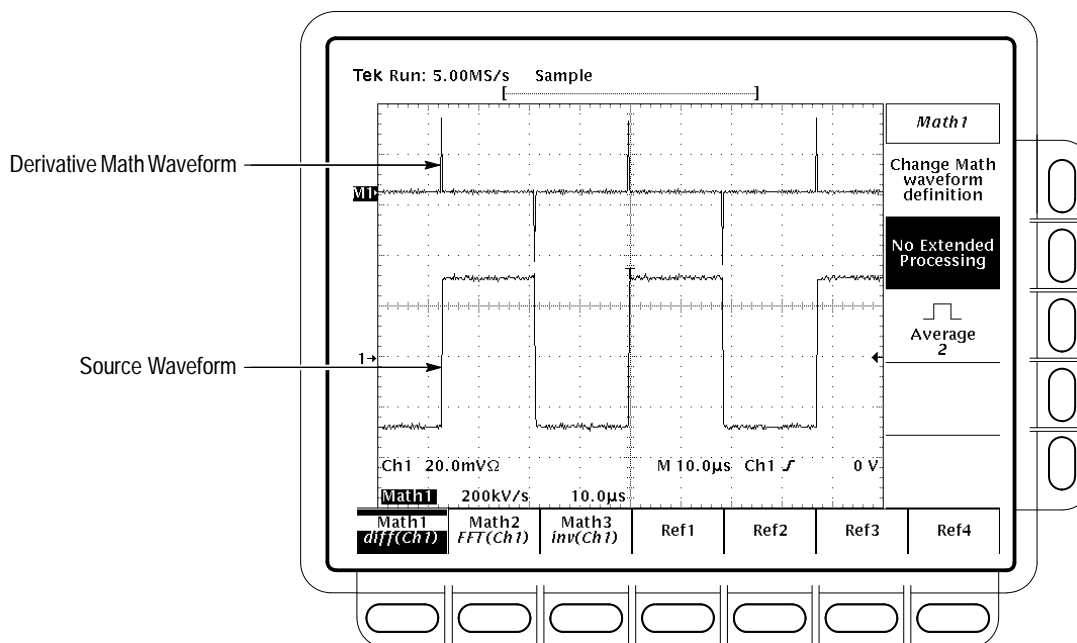 Tek Run: 5.00MS/s Sample
Derivative Math Waveform
M1
Source Waveform
1
T
Ch1 20.0mVΩ M 10.0µs Ch1 0 V
Math1 200kV/s 10.0µs
Math1
Change Math
waveform
definition
No Extended
Processing
Average
2
Math1
diff(Ch1)
Math2
FFT(Ch1)
Math3
inv(Ch1)
Ref1
Ref2
Ref3
Ref4